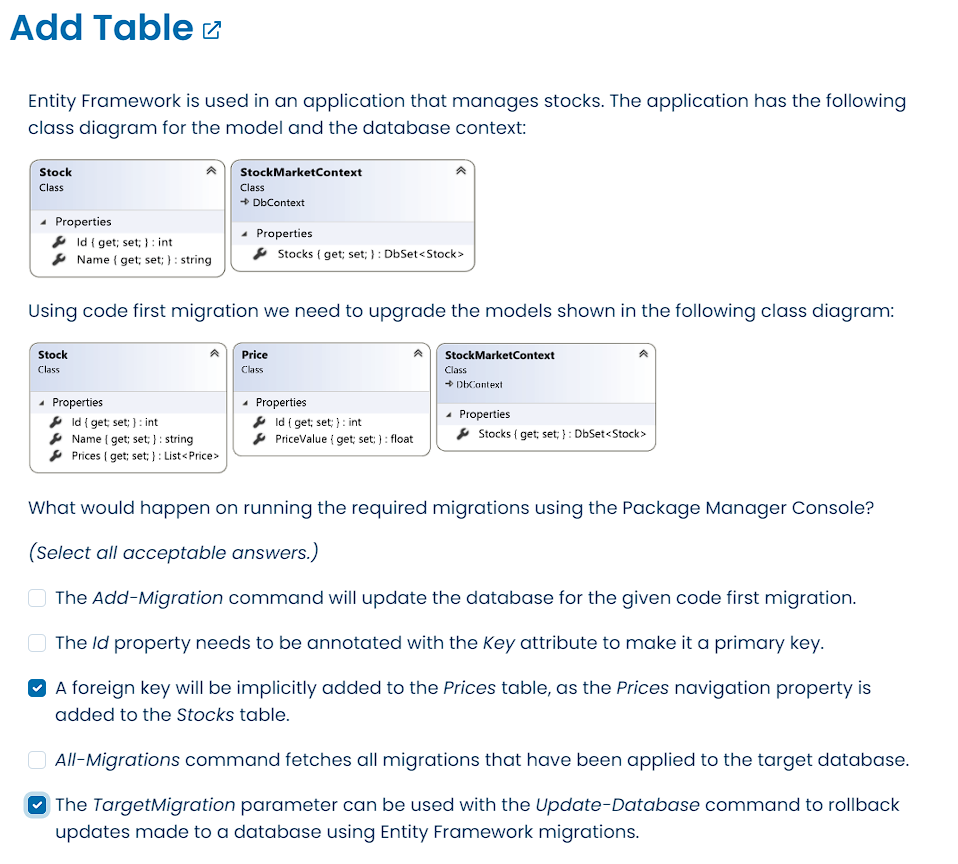 Add Table
Entity Framework is used in an application that manages stocks. The application has the following
class diagram for the model and the database context:
Stock
Class
Properties
Id { get; set; } : int
Name { get; set; } : string
StockMarketContext
Class
DbContext
Properties
Stocks { get; set; } : DbSet<Stock>
Using code first migration we need to upgrade the models shown in the following class diagram:
Stock
Class
Properties
Id { get; set; } : int
Name { get; set; } : string
Prices { get; set; } : List<Price>
Price
Class
Properties
Id { get; set; } : int
PriceValue { get; set; } : float
StockMarketContext
Class
DbContext
Properties
Stocks { get; set; } : DbSet<Stock>
What would happen on running the required migrations using the Package Manager Console?
(Select all acceptable answers.)
The Add-Migration command will update the database for the given code first migration.
The Id property needs to be annotated with the Key attribute to make it a primary key.
A foreign key will be implicitly added to the Prices table, as the Prices navigation property is
added to the Stocks table.
All-Migrations command fetches all migrations that have been applied to the target database.
The TargetMigration parameter can be used with the Update-Database command to rollback
updates made to a database using Entity Framework migrations.